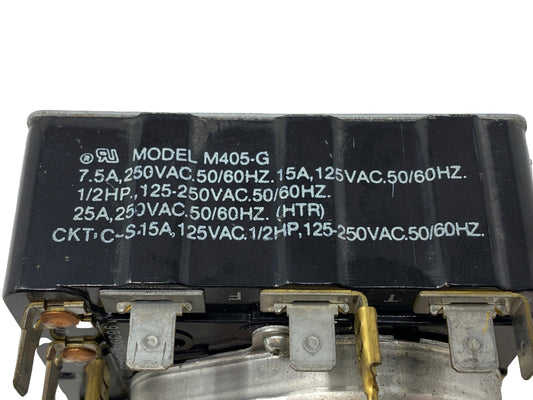 ® RU MODEL M405-G
7.5A,250VAC.50/60HZ.15A,125VAC.50/60HZ.
1/2HP.,125-250VAC.50/60HZ.
25A,250VAC.50/60HZ. (HTR)
CKT. C-S.15A,125VAC.1/2HP,125-250VAC.50/60HZ.
F T